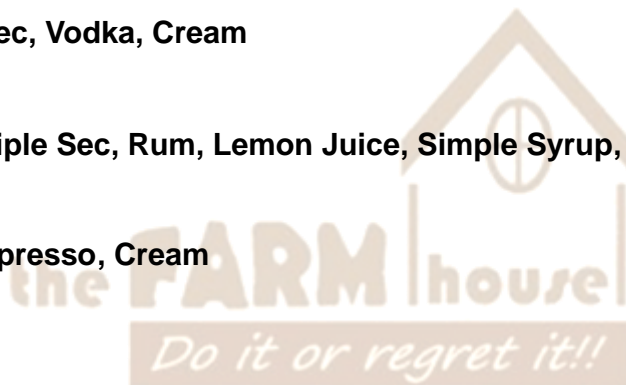 ec, Vodka, Cream
iple Sec, Rum, Lemon Juice, Simple Syrup,
presso, Cream
the FARM house
Do it or regret it!!